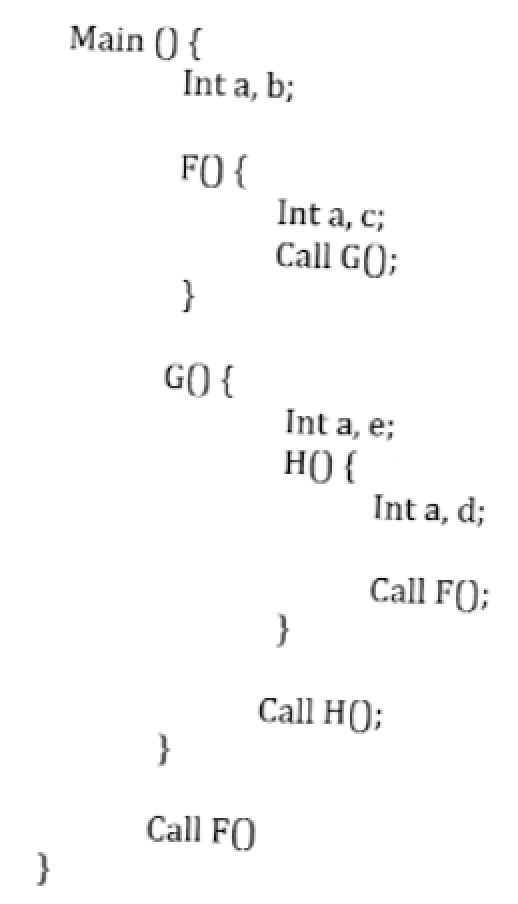 Main () {
Int a, b;
F() {
Int a, c;
Call G();
}
G() {
Int a, e;
H() {
Int a, d;
Call F();
}
Call H();
}
Call F()
}